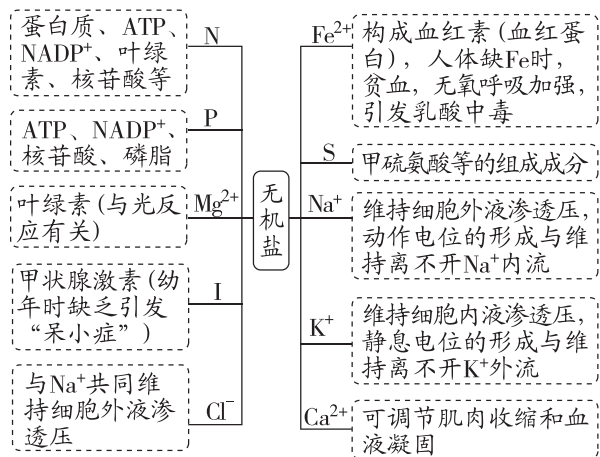 蛋白质、ATP、
NADP⁺、叶绿
素、核苷酸等
N
ATP、NADP⁺、
核苷酸、磷脂
P
叶绿素(与光反
应有关)
Mg²⁺
甲状腺激素(幼
年时缺乏引发
“呆小症”)
I
与Na⁺共同维
持细胞外液渗
透压
Cl⁻
无机盐
Fe²⁺
构成血红素(血红蛋
白),人体缺Fe时,
贫血,无氧呼吸加强,
引发乳酸中毒
S
甲硫氨酸等的组成成分
Na⁺
维持细胞外液渗透压,
动作电位的形成与维
持离不开Na⁺内流
K⁺
维持细胞内液渗透压,
静息电位的形成与维
持离不开K⁺外流
Ca²⁺
可调节肌肉收缩和血
液凝固